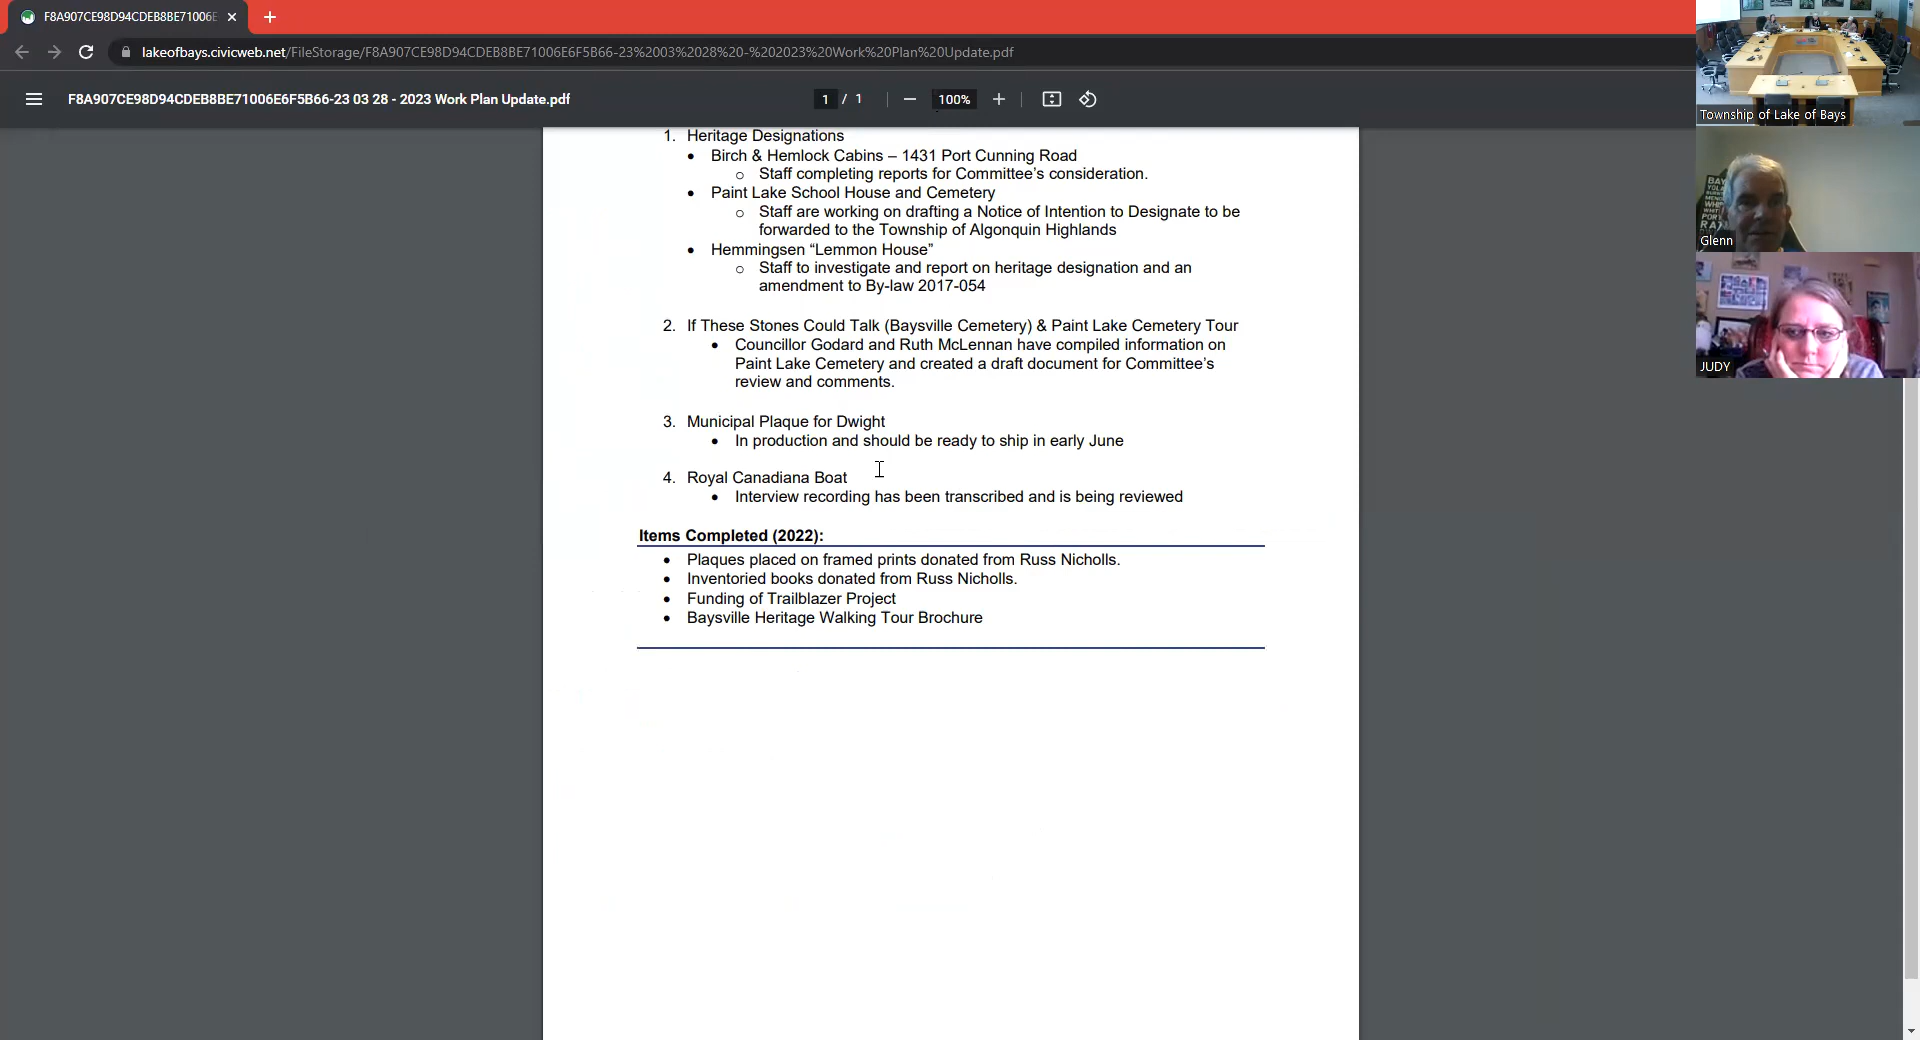 F8A907CE98D94CDEB8BE71006E
lakeofbays.civicweb.net/FileStorage/F8A907CE98D94CDEB8BE71006E6F5B66-23%2003%2028%20-%202023%20Work%20Plan%20Update.pdf
F8A907CE98D94CDEB8BE71006E6F5B66-23 03 28 - 2023 Work Plan Update.pdf
1 / 1
100%
1. Heritage Designations
• Birch & Hemlock Cabins – 1431 Port Cunning Road
o Staff completing reports for Committee's consideration.
• Paint Lake School House and Cemetery
o Staff are working on drafting a Notice of Intention to Designate to be
forwarded to the Township of Algonquin Highlands
• Hemmingsen “Lemmon House”
o Staff to investigate and report on heritage designation and an
amendment to By-law 2017-054
2. If These Stones Could Talk (Baysville Cemetery) & Paint Lake Cemetery Tour
• Councillor Godard and Ruth McLennan have compiled information on
Paint Lake Cemetery and created a draft document for Committee's
review and comments.
3. Municipal Plaque for Dwight
• In production and should be ready to ship in early June
4. Royal Canadiana Boat
• Interview recording has been transcribed and is being reviewed
Items Completed (2022):
• Plaques placed on framed prints donated from Russ Nicholls.
• Inventoried books donated from Russ Nicholls.
• Funding of Trailblazer Project
• Baysville Heritage Walking Tour Brochure
Township of Lake of Bays
Glenn
JUDY